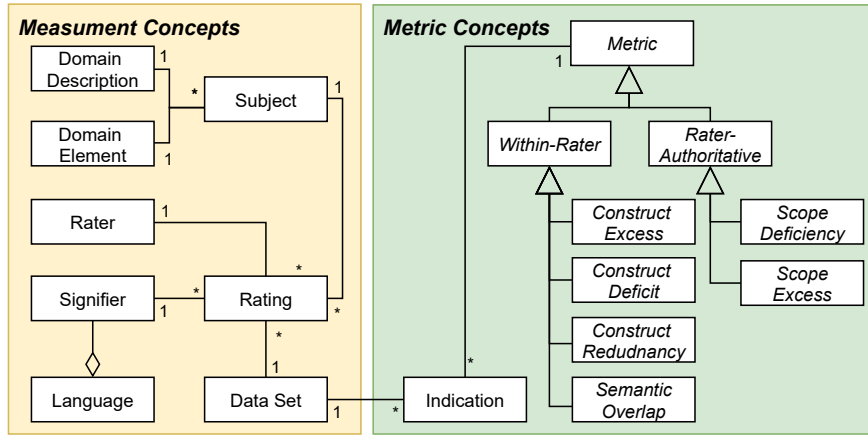 Measument Concepts
Domain
Description
1
*
Subject
1
Domain
Element
1
Rater
1
*
Signifier
1
*
Rating
*
*
1
Language
Data Set
1
Metric Concepts
Metric
1
Within-Rater
Rater-
Authoritative
Construct
Excess
Scope
Deficiency
Construct
Deficit
Scope
Excess
Construct
Redudnancy
Semantic
Overlap
*
*
Indication